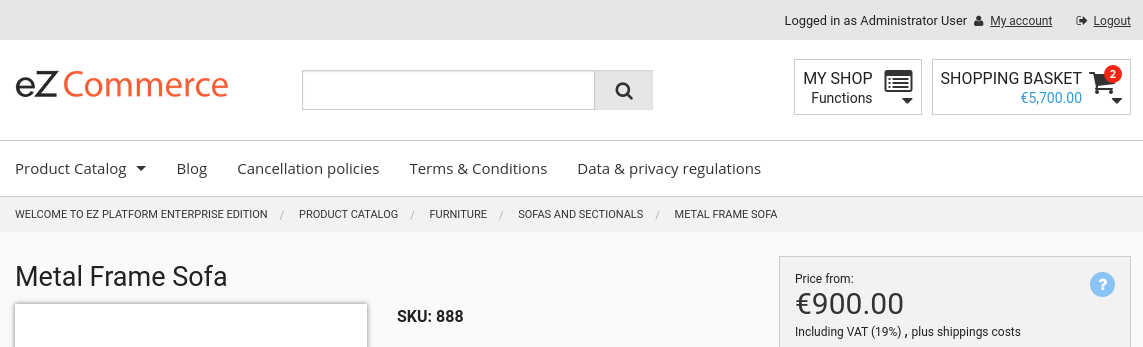 Logged in as Administrator User My account Logout
eZ Commerce
MY SHOP
Functions
SHOPPING BASKET
€5,700.00
2
Product Catalog Blog Cancellation policies Terms & Conditions Data & privacy regulations
WELCOME TO EZ PLATFORM ENTERPRISE EDITION / PRODUCT CATALOG / FURNITURE / SOFAS AND SECTIONALS / METAL FRAME SOFA
Metal Frame Sofa
SKU: 888
Price from:
?
€900.00
Including VAT (19%) , plus shippings costs